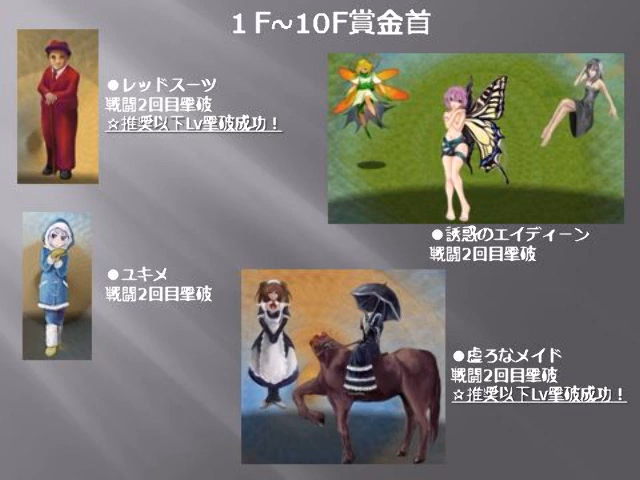 1F~10F賞金首
●レッドスーツ
戦闘2回目撃破
☆推奨以下Lv撃破成功!
●誘惑のエイディーン
戦闘2回目撃破
●ユキメ
戦闘2回目撃破
●虚ろなメイド
戦闘2回目撃破
☆推奨以下Lv撃破成功!